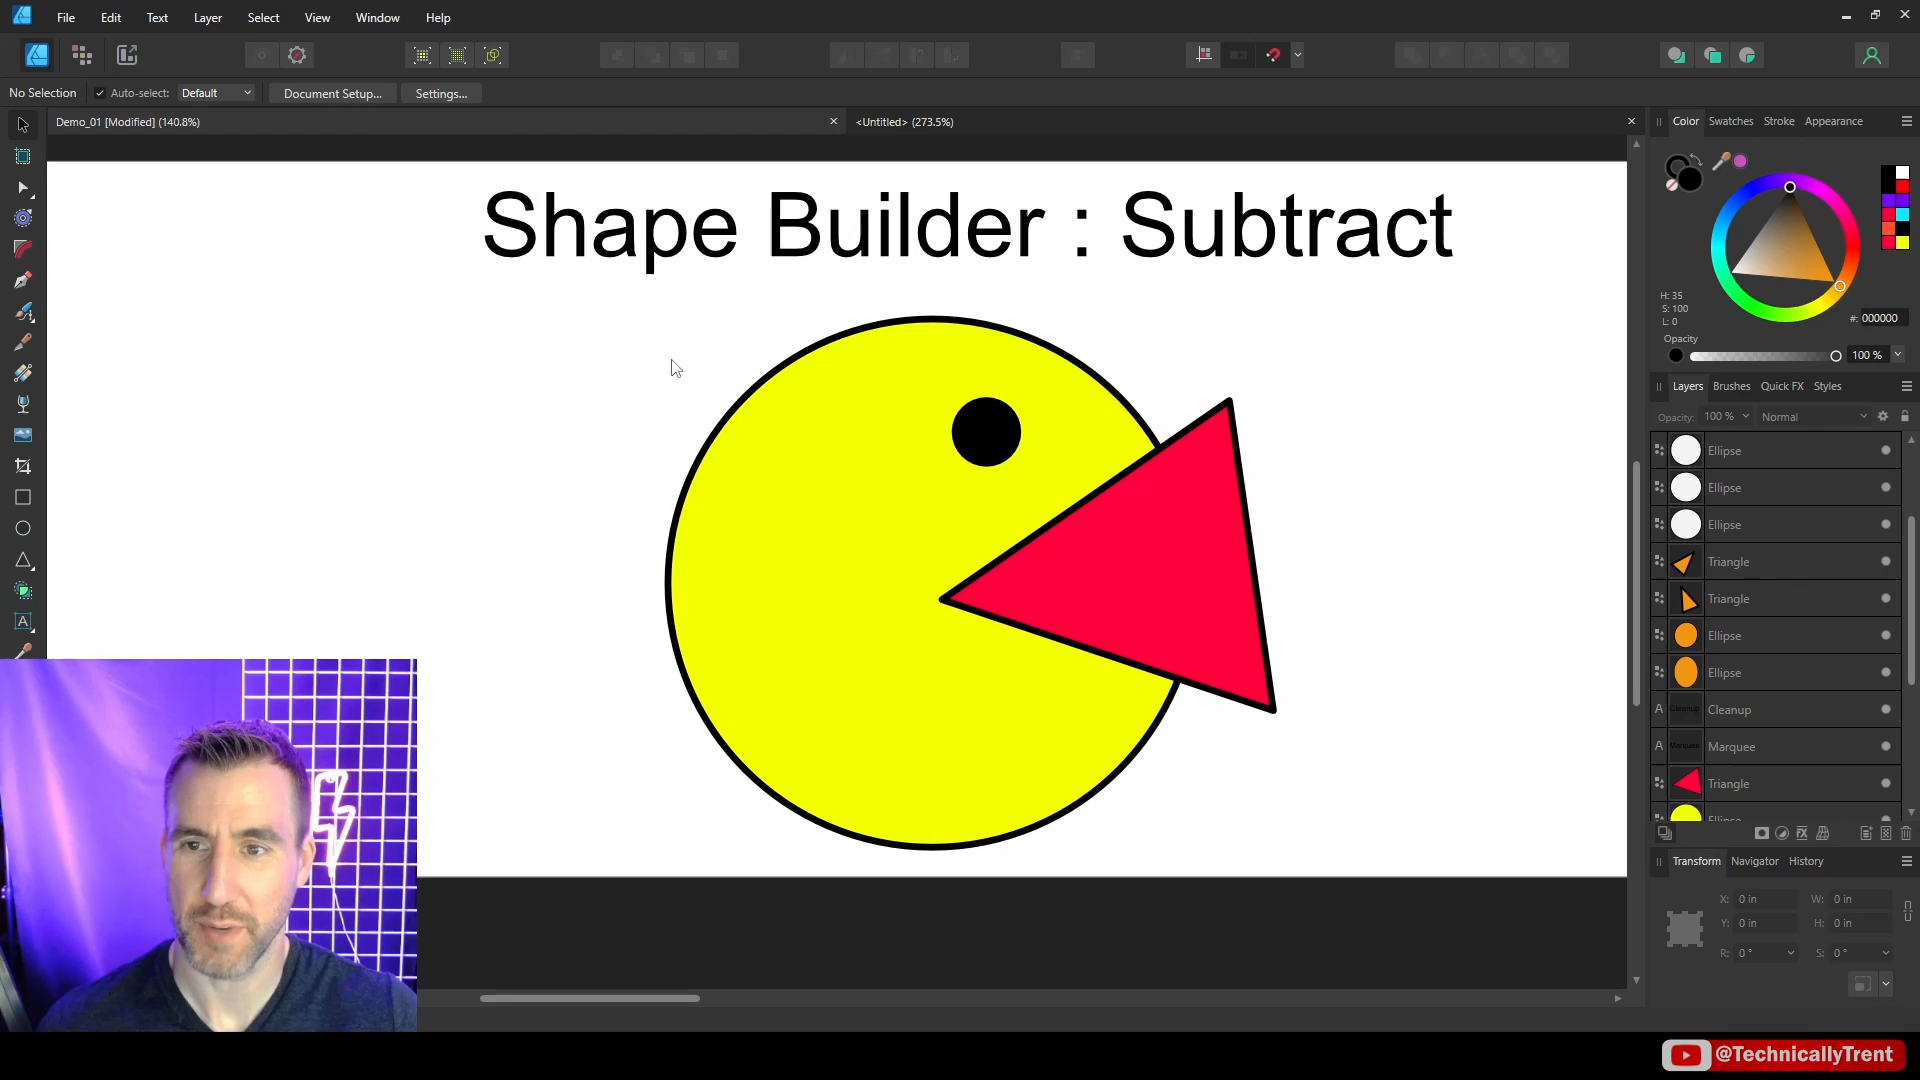 File Edit Text Layer Select View Window Help
No Selection Auto-select: Default Document Setup... Settings...
Demo_01 [Modified] (140.8%)
<Untitled> (273.5%)
Shape Builder : Subtract
Color Swatches Stroke Appearance
H: 35
S: 100
L: 0
#: 000000
Opacity
100 %
Layers Brushes Quick FX Styles
Opacity: 100 % Normal
Ellipse
Ellipse
Ellipse
Triangle
Triangle
Ellipse
Ellipse
A Cleanup Cleanup
A Marquee Marquee
Triangle
Ellipse
Transform Navigator History
X: 0 in W: 0 in
Y: 0 in H: 0 in
R: 0 ° S: 0 °
@TechnicallyTrent